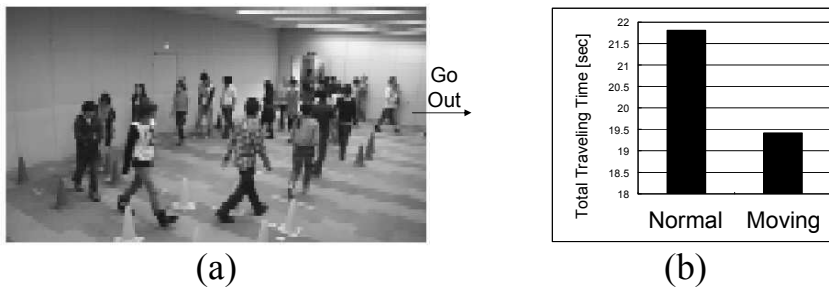 Go
Out
Total Traveling Time [sec]
22
21.5
21
20.5
20
19.5
19
18.5
18
Normal Moving
(a)
(b)